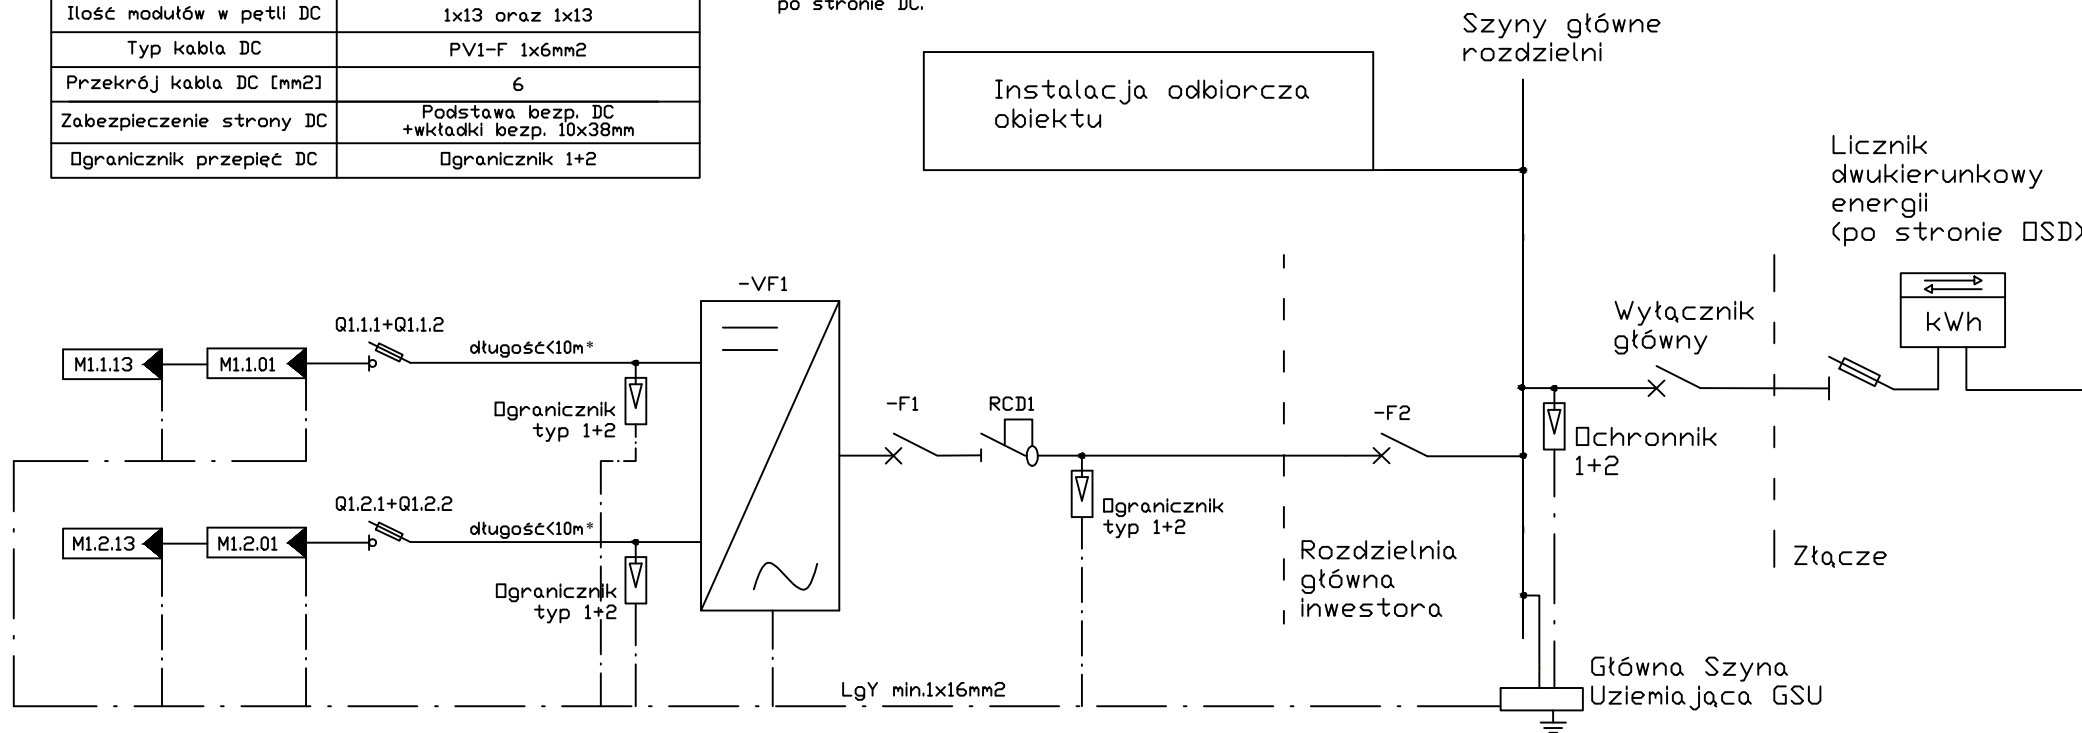 Ilość modułów w pętli DC
1x13 oraz 1x13
Typ kabla DC
PV1-F 1x6mm2
Przekrój kabla DC [mm2]
6
Zabezpieczenie strony DC
Podstawa bezp. DC
+wkładki bezp. 10x38mm
Ogranicznik przepięć DC
Ogranicznik 1+2
po stronie DC.
Szyny główne
rozdzielni
Instalacja odbiorcza
obiektu
Licznik
dwukierunkowy
energii
(po stronie OSD)
-VF1
Wyłącznik
główny
kWh
Q1.1.1+Q1.1.2
M1.1.13
M1.1.01
długość<10m*
Ogranicznik
typ 1+2
-F1
RCD1
-F2
Ochronnik
1+2
Q1.2.1+Q1.2.2
M1.2.13
M1.2.01
długość<10m*
Ogranicznik
typ 1+2
Ogranicznik
typ 1+2
Rozdzielnia
główna
inwestora
Złącze
LgY min.1x16mm2
Główna Szyna
Uziemiająca GSU